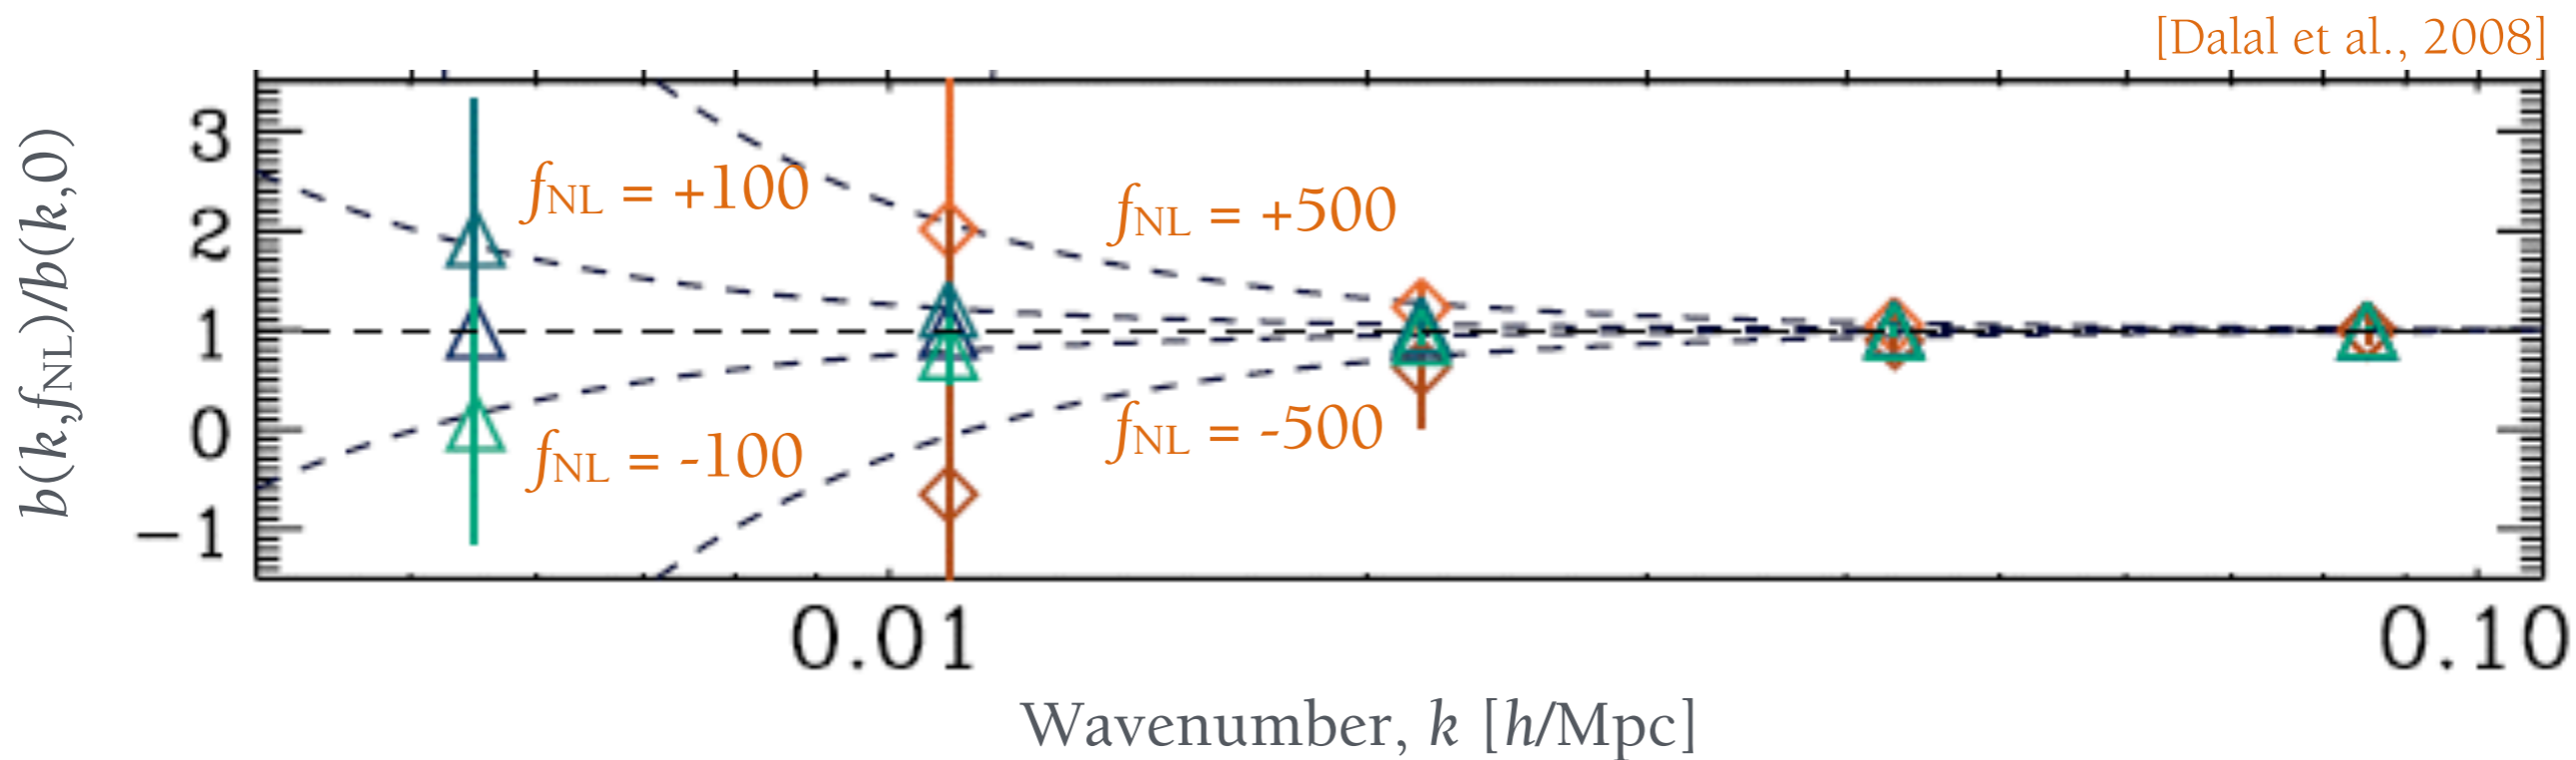 [Dalal et al., 2008]
b(k,fNL)/b(k,0)
3
2
1
0
−1
fNL = +100
fNL = +500
fNL = -100
fNL = -500
0.01
0.10
Wavenumber, k [h/Mpc]